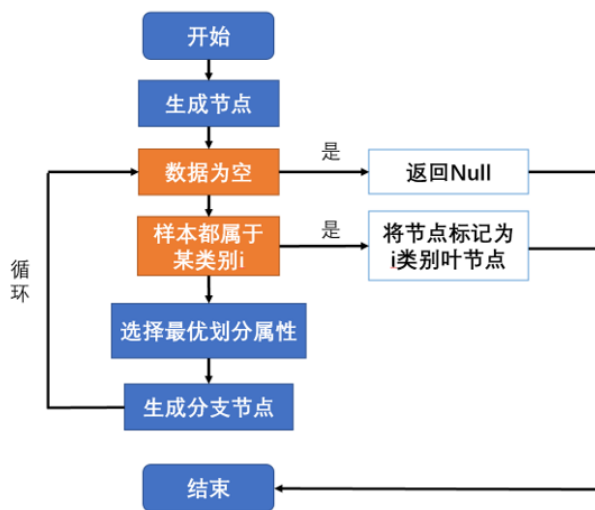 开始
生成节点
数据为空
是
返回Null
样本都属于
某类别i
是
将节点标记为
i类别叶节点
循
环
选择最优划分属性
生成分支节点
结束